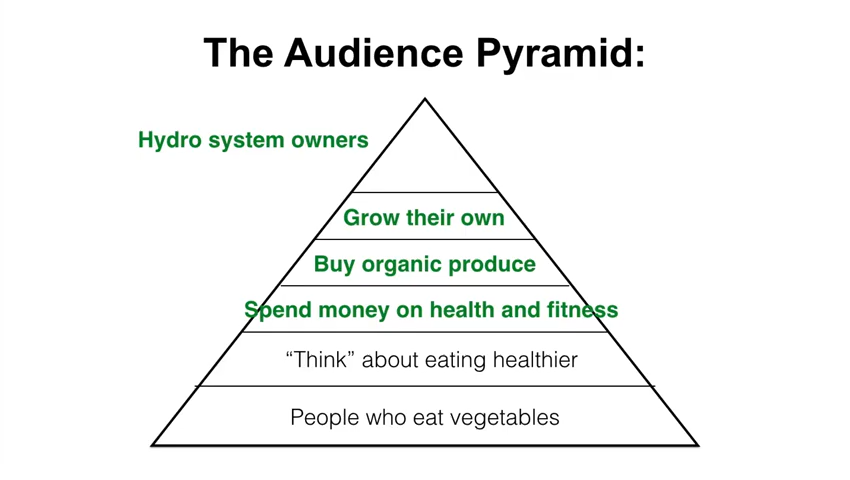 The Audience Pyramid:
Hydro system owners
Grow their own
Buy organic produce
Spend money on health and fitness
“Think” about eating healthier
People who eat vegetables